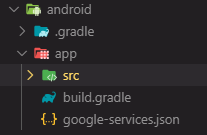 android
.gradle
app
src
build.gradle
google-services.json